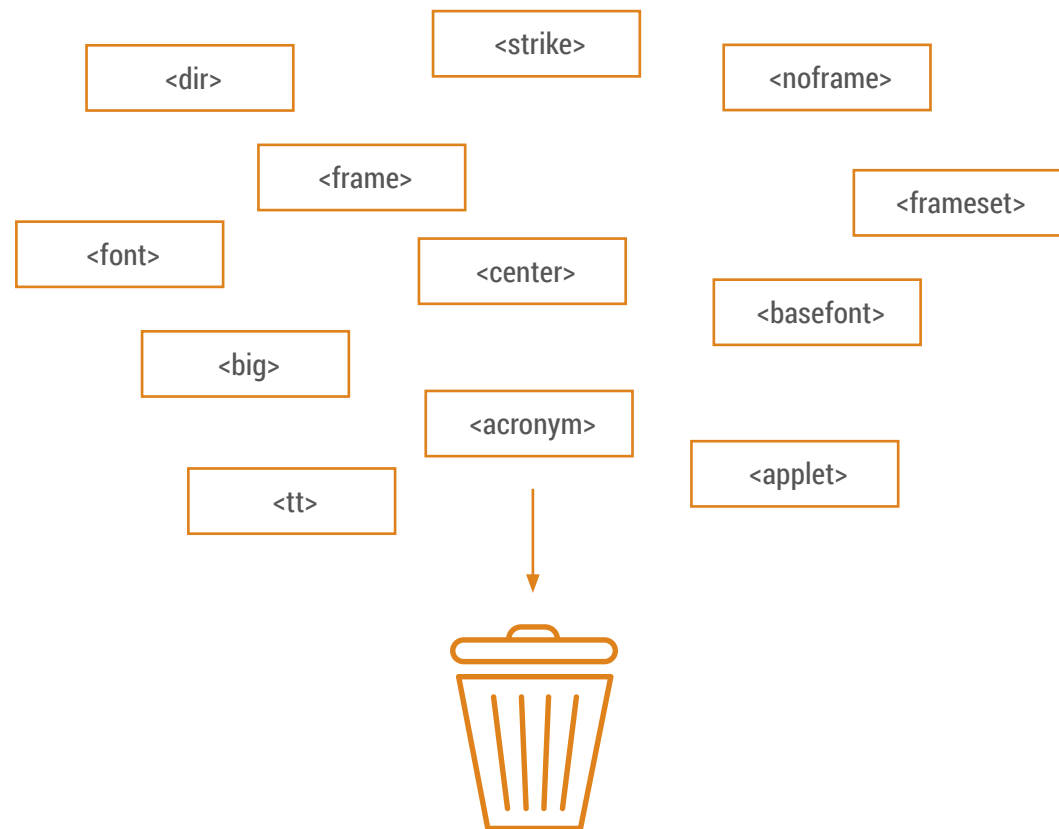 <strike>
<dir>
<noframe>
<frame>
<frameset>
<font>
<center>
<basefont>
<big>
<acronym>
<applet>
<tt>